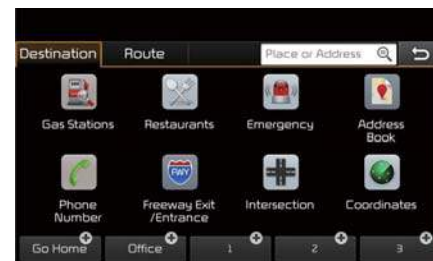 Destination Route Place or Address
Gas Stations Restaurants Emergency Address Book
Phone Number Freeway Exit /Entrance Intersection Coordinates
FWY
Go Home Office 1 2 3